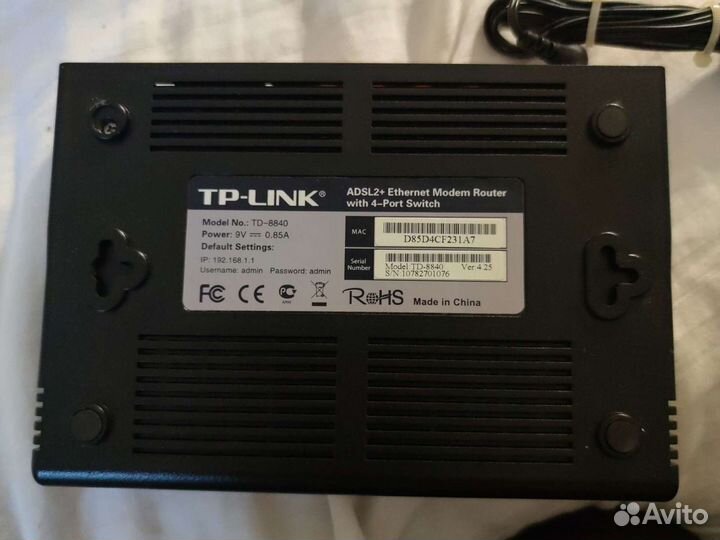 TP-LINK®
ADSL2+ Ethernet Modem Router
with 4-Port Switch
Model No.: TD-8840
Power: 9V ⎓ 0.85A
Default Settings:
IP: 192.168.1.1
Username: admin Password: admin
MAC
D85D4CF231A7
Serial
Number
Model:TD-8840 Ver:4.25
S/N:10782701076
FC CE
RoHS
Made in China
Avito